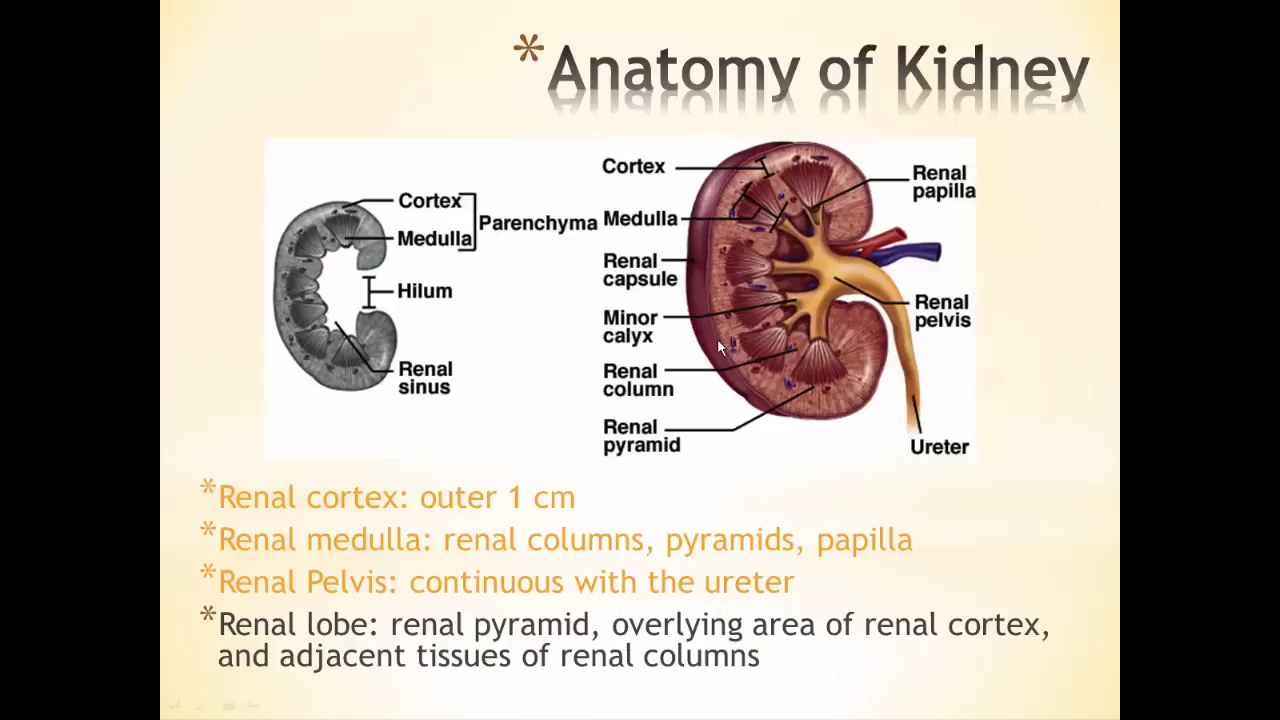 * Anatomy of Kidney
Cortex
Medulla
Parenchyma
Hilum
Renal
sinus
Cortex
Medulla
Renal
capsule
Minor
calyx
Renal
column
Renal
pyramid
Renal
papilla
Renal
pelvis
Ureter
* Renal cortex: outer 1 cm
* Renal medulla: renal columns, pyramids, papilla
* Renal Pelvis: continuous with the ureter
* Renal lobe: renal pyramid, overlying area of renal cortex,
and adjacent tissues of renal columns